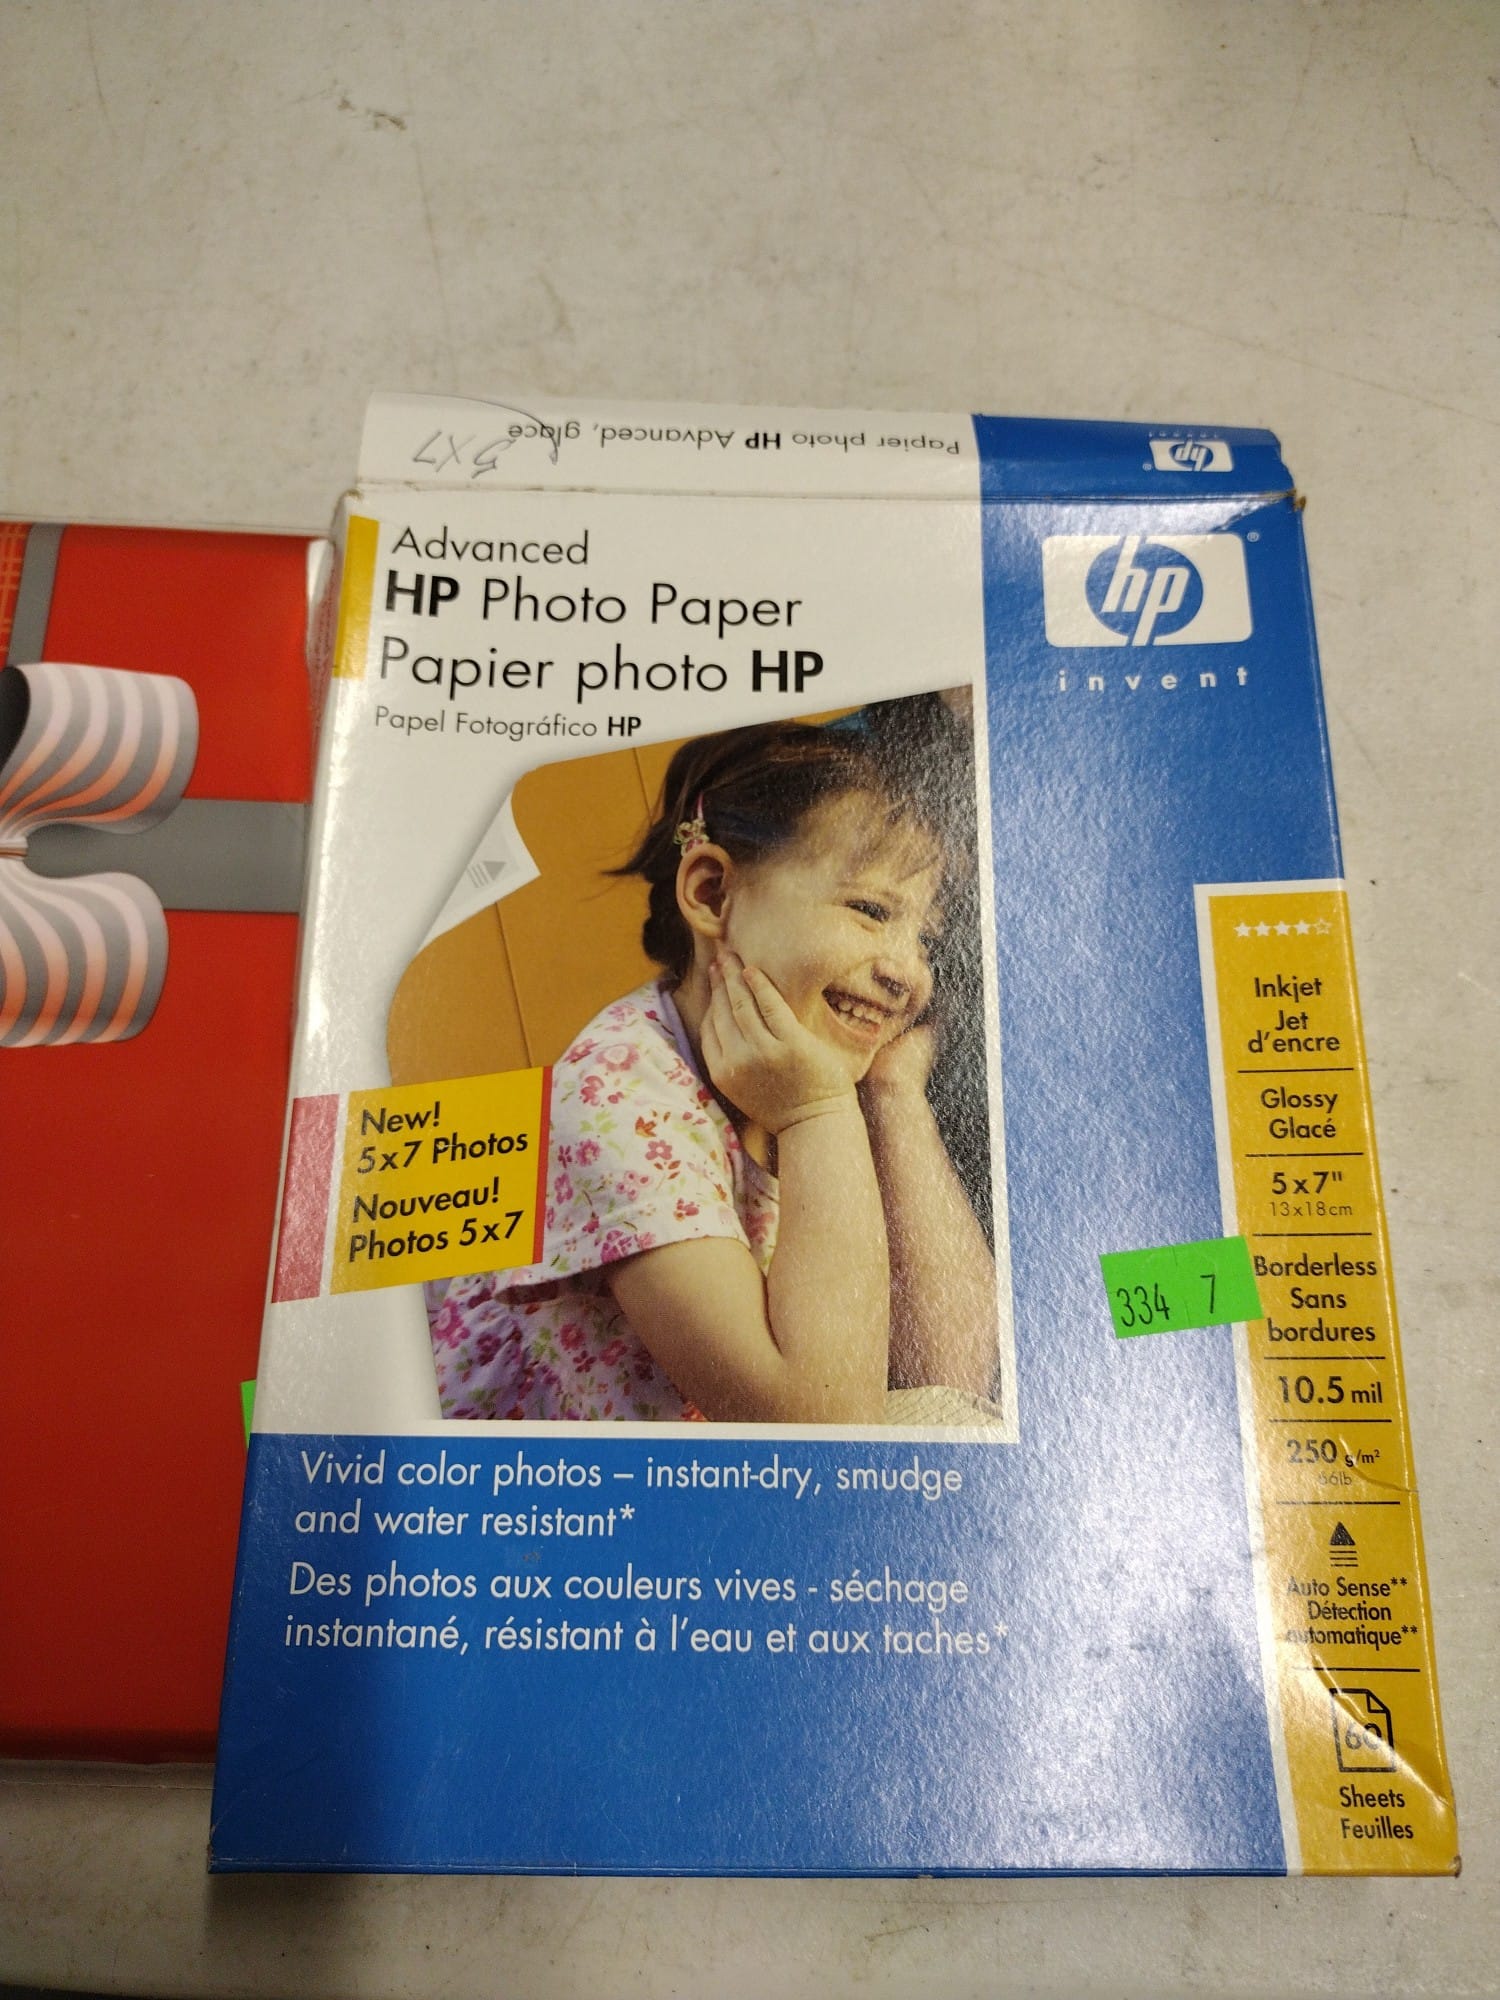 Papier photo HP Advanced, glacé
5x7
hp
Advanced
HP Photo Paper
Papier photo HP
Papel Fotográfico HP
hp
invent
New!
5x7 Photos
Nouveau!
Photos 5x7
Inkjet
Jet
d'encre
Glossy
Glacé
5x7"
13x18cm
Borderless
Sans
bordures
10.5 mil
250 g/m²
66lb
Auto Sense**
Détection
automatique**
60
Sheets
Feuilles
334 7
Vivid color photos – instant-dry, smudge
and water resistant*
Des photos aux couleurs vives - séchage
instantané, résistant à l'eau et aux taches*